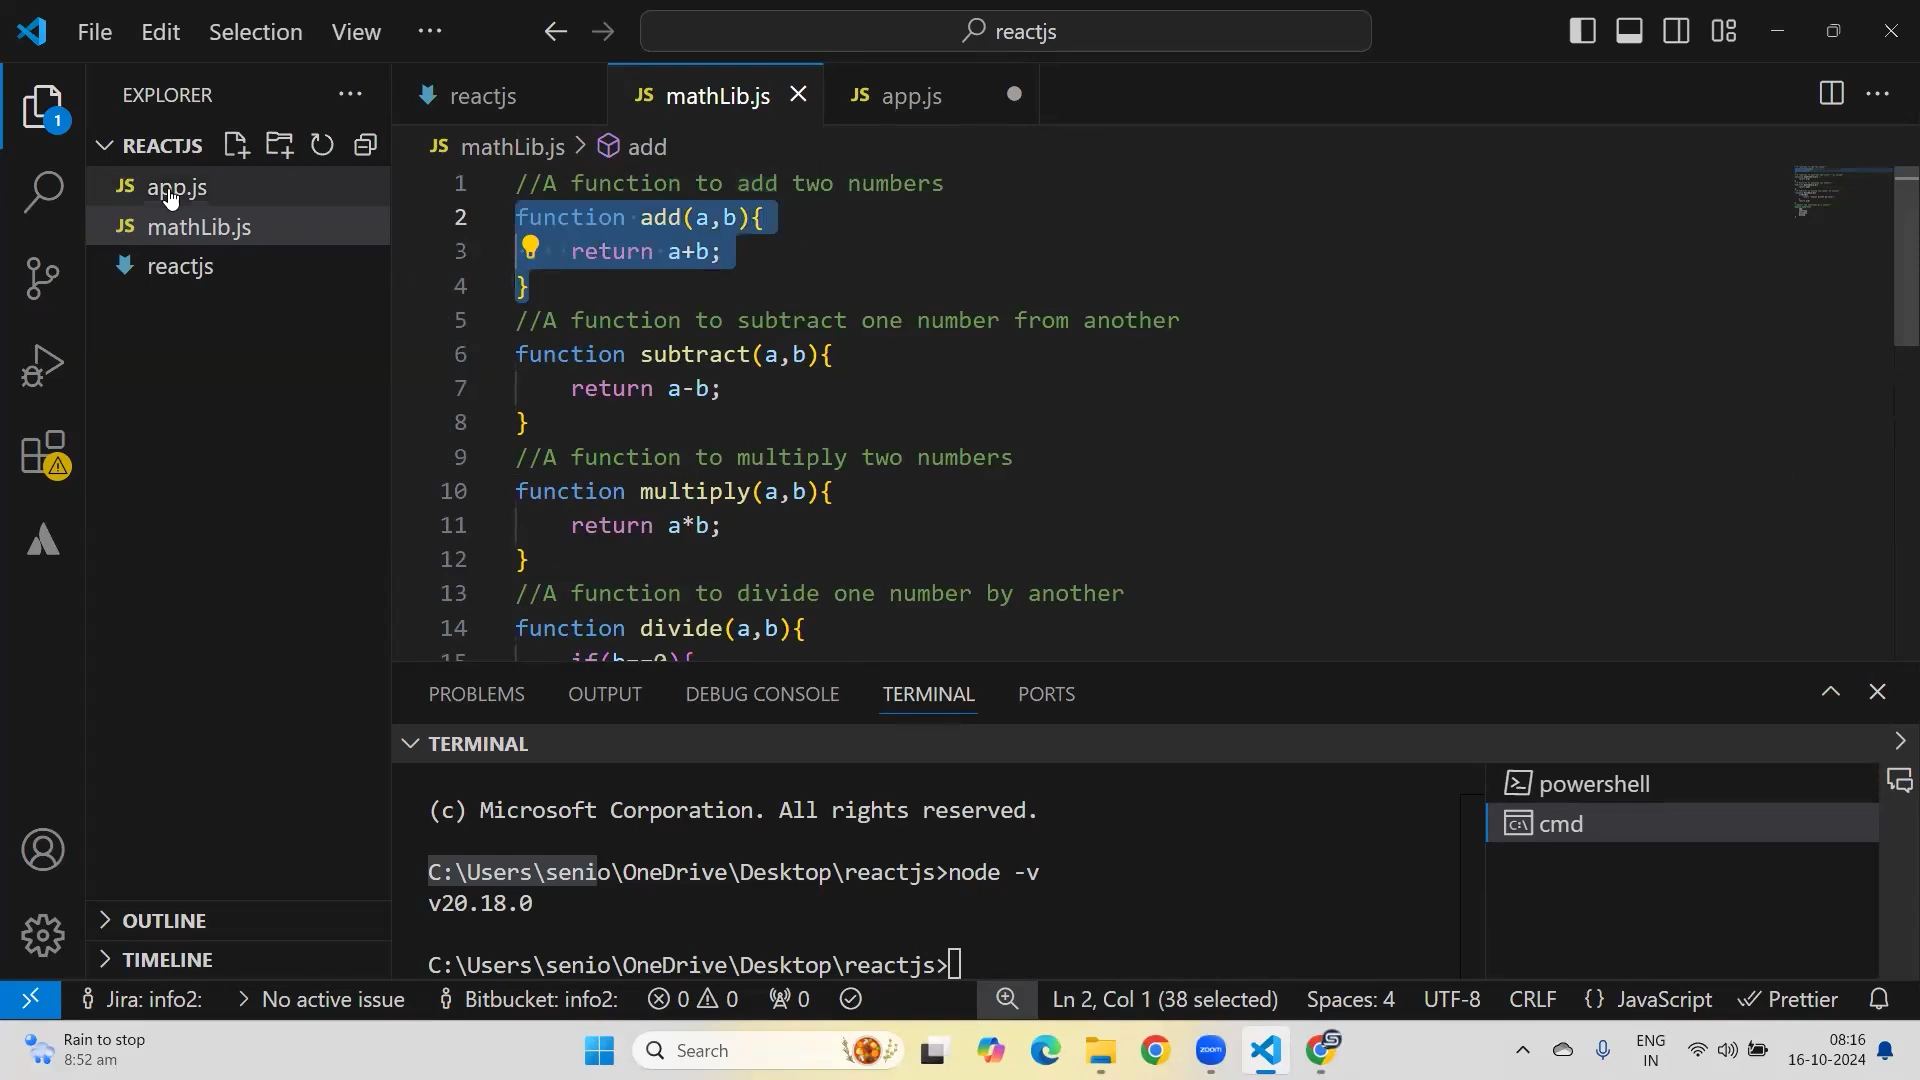 File Edit Selection View ··· reactjs
EXPLORER
reactjs
mathLib.js
app.js
1
REACTJS
mathLib.js > add
app.js
mathLib.js
reactjs
1 //A function to add two numbers
2 function add(a,b){
3 return a+b;
4 }
5 //A function to subtract one number from another
6 function subtract(a,b){
7 return a-b;
8 }
9 //A function to multiply two numbers
10 function multiply(a,b){
11 return a*b;
12 }
13 //A function to divide one number by another
14 function divide(a,b){
15 if(b==0){
PROBLEMS OUTPUT DEBUG CONSOLE TERMINAL PORTS
TERMINAL
(c) Microsoft Corporation. All rights reserved.
C:\Users\senio\OneDrive\Desktop\reactjs>node -v
v20.18.0
C:\Users\senio\OneDrive\Desktop\reactjs>
powershell
cmd
OUTLINE
TIMELINE
Jira: info2: > No active issue Bitbucket: info2: 0 0 0 Ln 2, Col 1 (38 selected) Spaces: 4 UTF-8 CRLF {} JavaScript Prettier
Rain to stop
8:52 am
Search
zoom
ENG
IN
08:16
16-10-2024